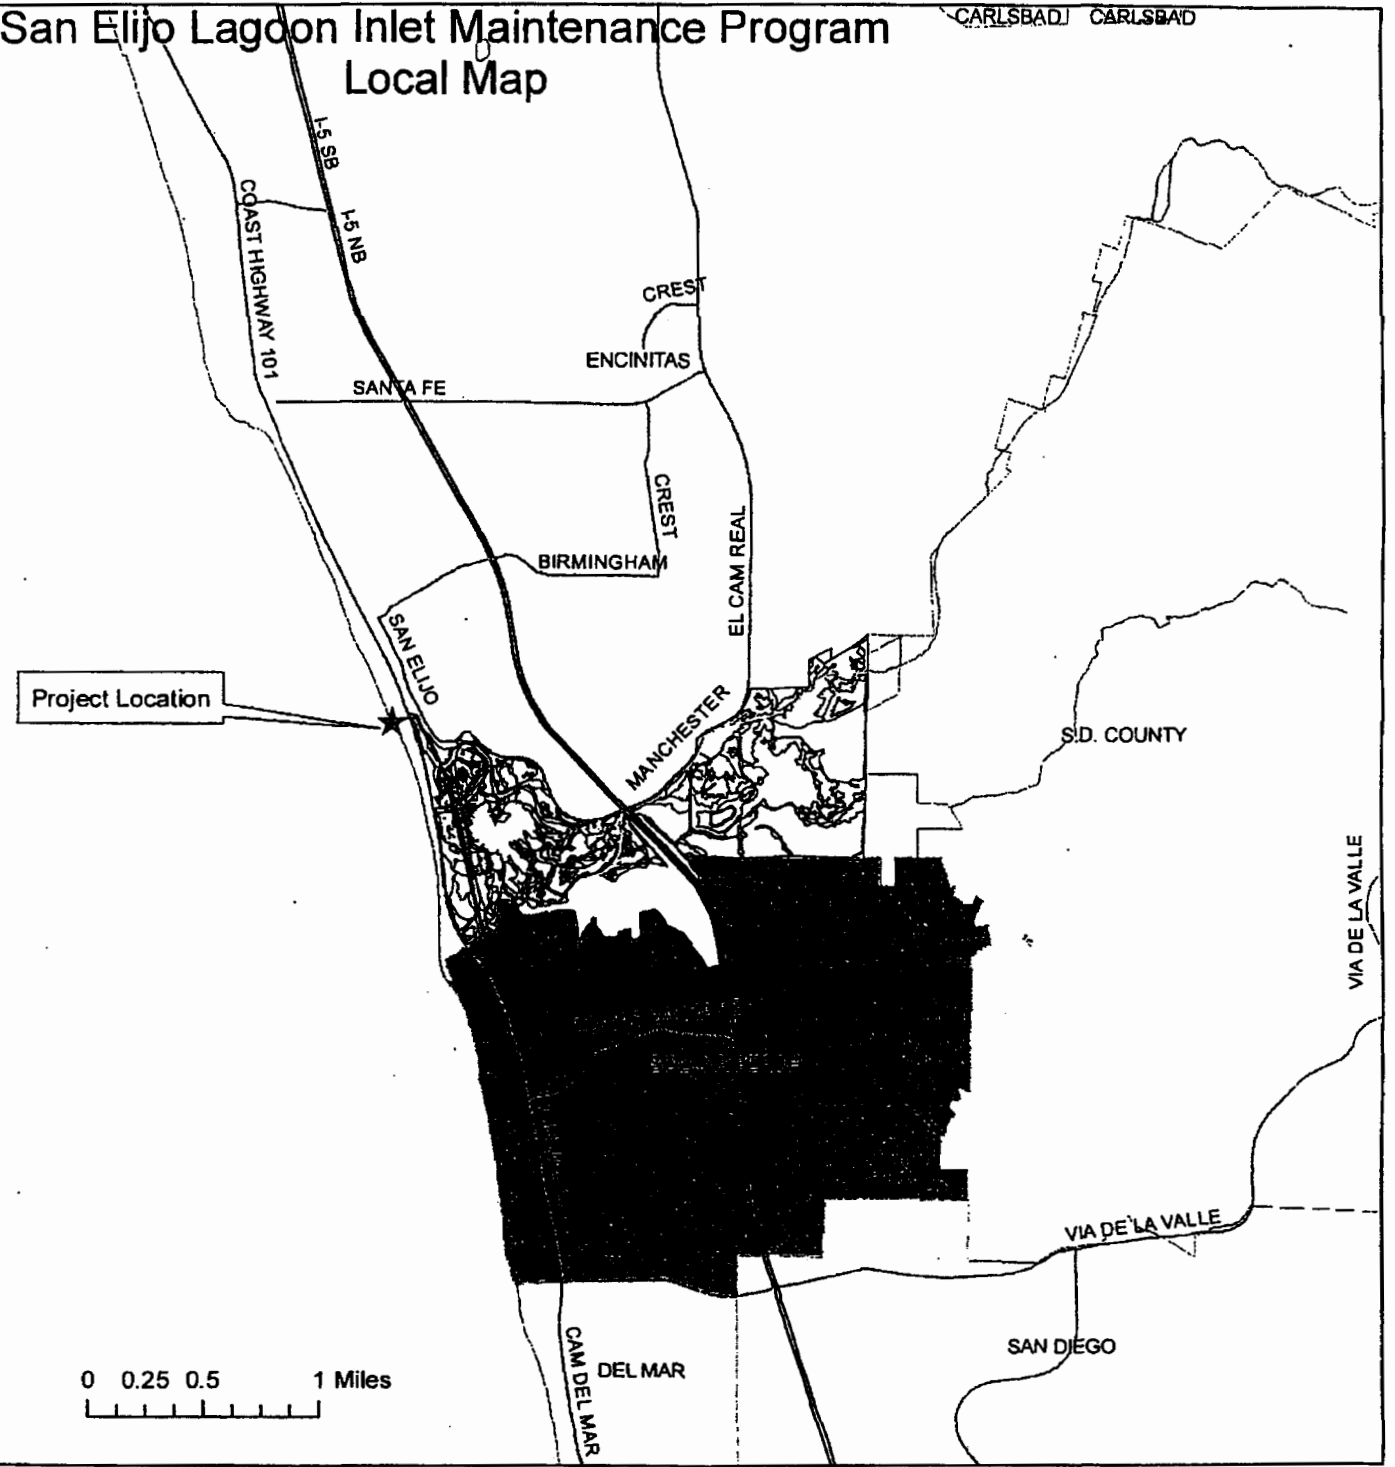 San Elijo Lagoon Inlet Maintenance Program
Local Map
CARLSBAD CARLSBAD
I-5 SB
I-5 NB
COAST HIGHWAY 101
CREST
ENCINITAS
SANTA FE
CREST
BIRMINGHAM
EL CAM REAL
SAN ELIJO
Project Location
MANCHESTER
S.D. COUNTY
VIA DE LA VALLE
VIA DE LA VALLE
SAN DIEGO
DEL MAR
CAM DEL MAR
0 0.25 0.5 1 Miles